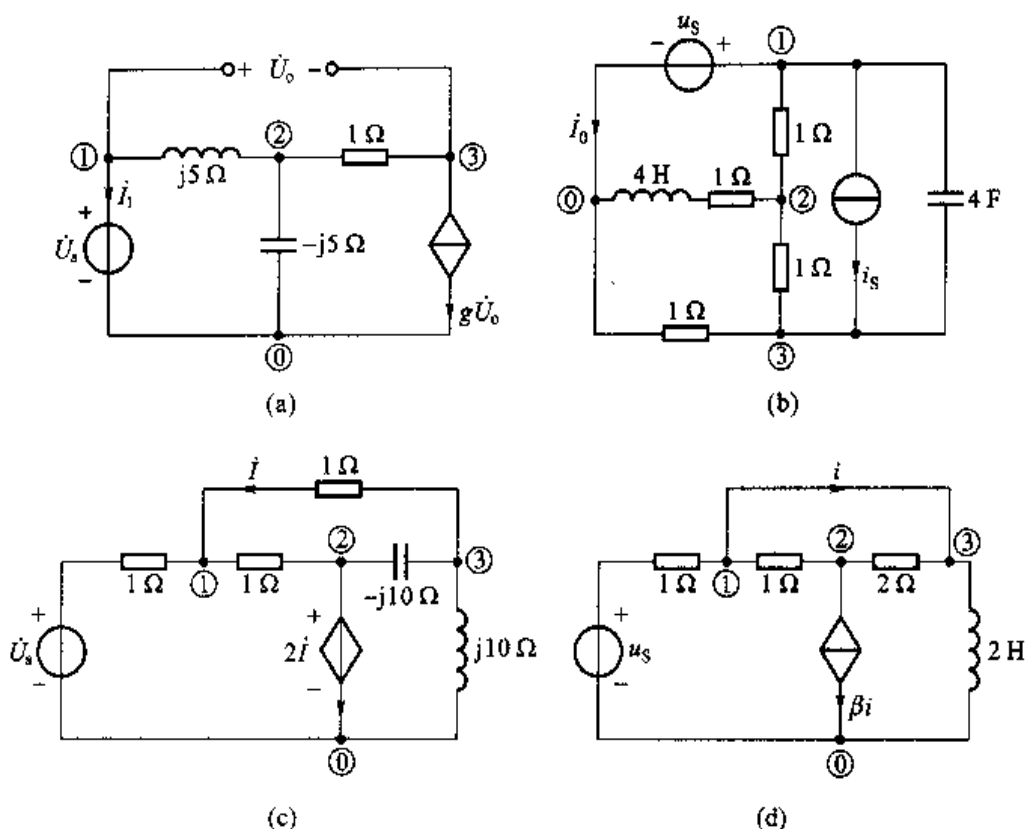 + U̇ₒ −
① j5 Ω ② 1 Ω ③
İ₁
+ U̇ₛ −
−j5 Ω
gU̇ₒ
⓪
(a)
− uS + ①
İ₀
1 Ω
⓪ 4 H 1 Ω ②
iS
4 F
1 Ω
1 Ω
③
(b)
İ 1 Ω
1 Ω ① 1 Ω ② −j10 Ω ③
+ U̇ₛ −
+ 2İ −
j10 Ω
⓪
(c)
i
1 Ω ① 1 Ω ② 2 Ω ③
+ uS −
βi
2 H
⓪
(d)